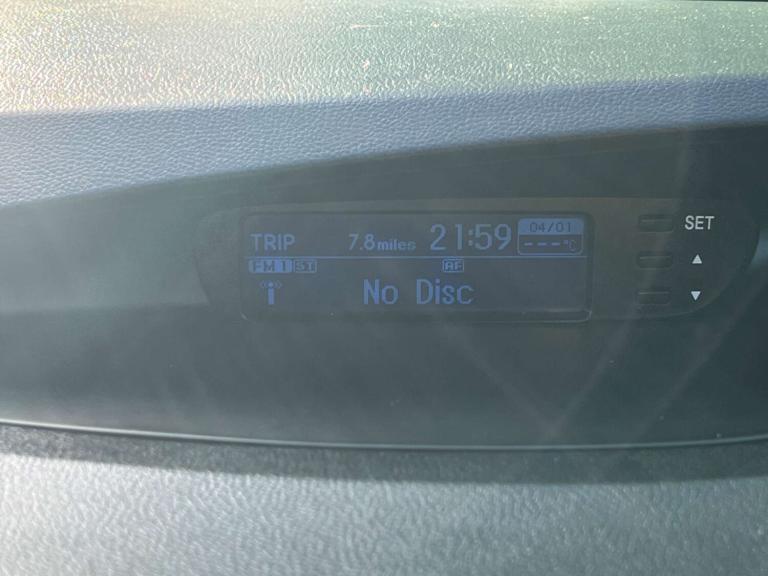 TRIP 7.8miles 21:59 04/01
---°C
FM1 ST AF
No Disc
SET
▲
▼